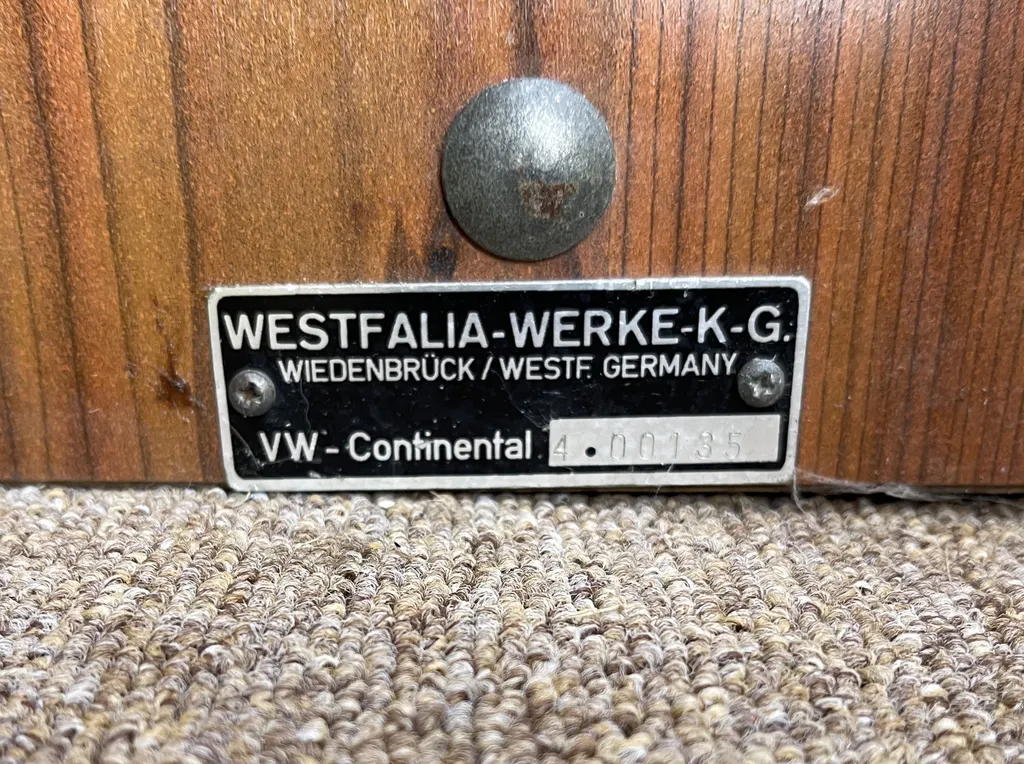 WESTFALIA-WERKE-K-G.
WIEDENBRÜCK / WESTF. GERMANY
VW - Continental 4.00135